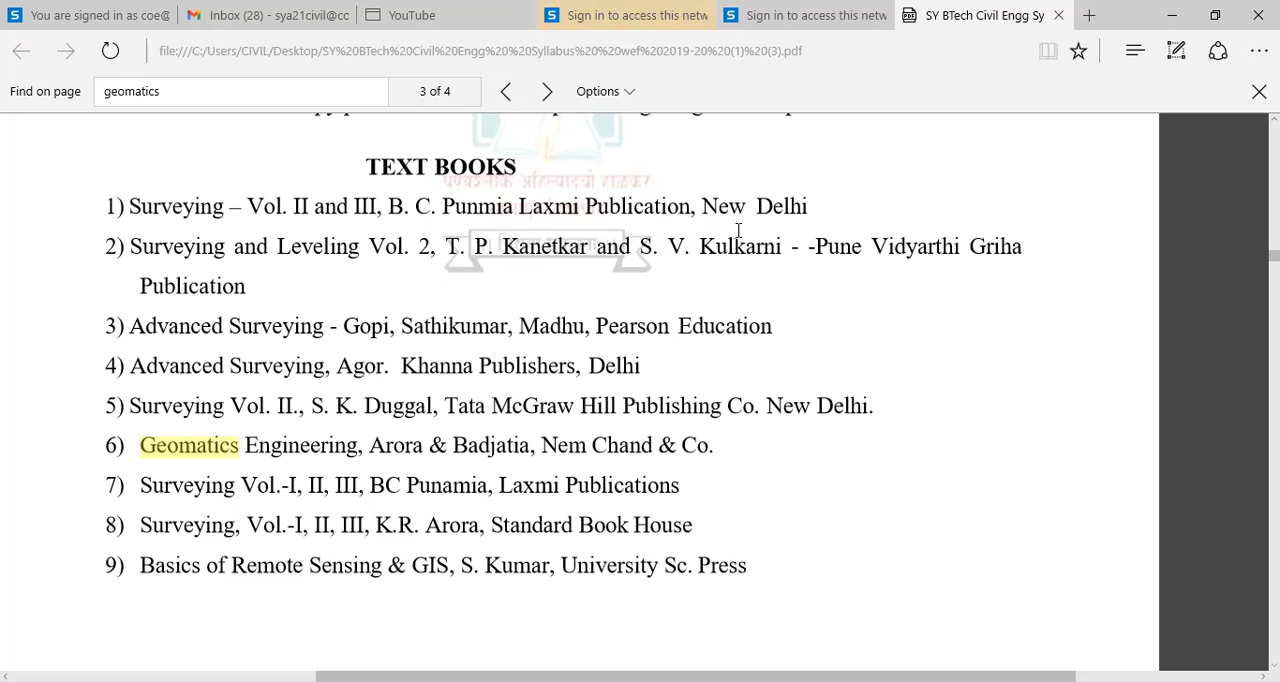 You are signed in as coe@
Inbox (28) - sya21civil@cc
YouTube
Sign in to access this netw
Sign in to access this netw
SY BTech Civil Engg Sy
file:///C:/Users/CIVIL/Desktop/SY%20BTech%20Civil%20Engg%20%20Syllabus%20%20wef%202019-20%20(1)%20(3).pdf
Find on page
geomatics
3 of 4
Options
TEXT BOOKS
पुण्यश्लोक अहिल्यादेवी होळकर
1) Surveying – Vol. II and III, B. C. Punmia Laxmi Publication, New Delhi
2) Surveying and Leveling Vol. 2, T. P. Kanetkar and S. V. Kulkarni - -Pune Vidyarthi Griha
Publication
3) Advanced Surveying - Gopi, Sathikumar, Madhu, Pearson Education
4) Advanced Surveying, Agor. Khanna Publishers, Delhi
5) Surveying Vol. II., S. K. Duggal, Tata McGraw Hill Publishing Co. New Delhi.
6) Geomatics Engineering, Arora & Badjatia, Nem Chand & Co.
7) Surveying Vol.-I, II, III, BC Punamia, Laxmi Publications
8) Surveying, Vol.-I, II, III, K.R. Arora, Standard Book House
9) Basics of Remote Sensing & GIS, S. Kumar, University Sc. Press